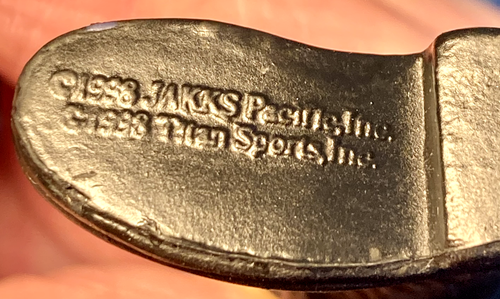 ©1998 JAKKS Pacific, Inc.
©1998 Titan Sports, Inc.